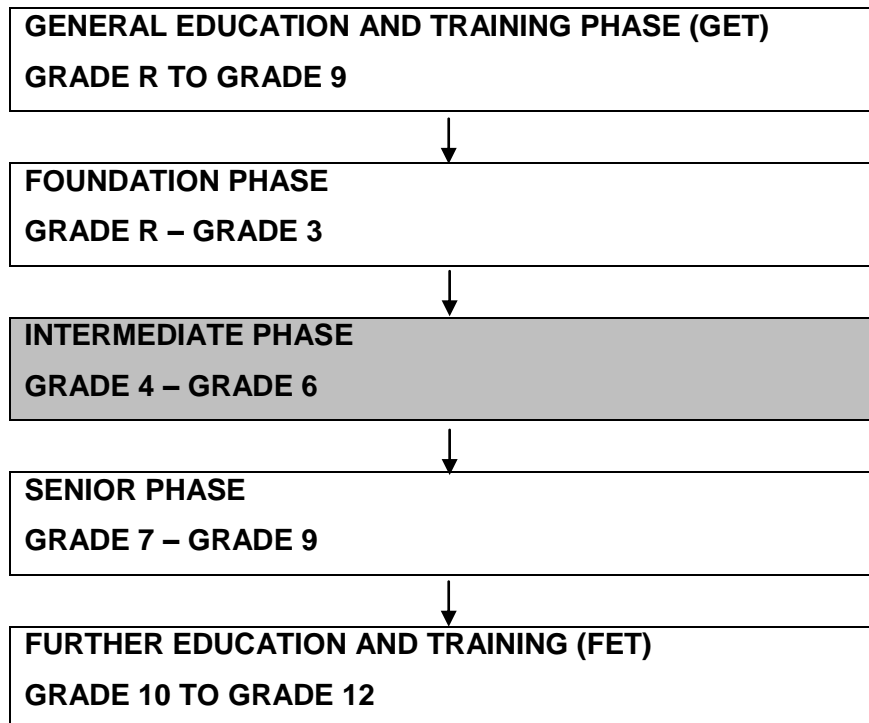 GENERAL EDUCATION AND TRAINING PHASE (GET)
GRADE R TO GRADE 9
FOUNDATION PHASE
GRADE R – GRADE 3
INTERMEDIATE PHASE
GRADE 4 – GRADE 6
SENIOR PHASE
GRADE 7 – GRADE 9
FURTHER EDUCATION AND TRAINING (FET)
GRADE 10 TO GRADE 12